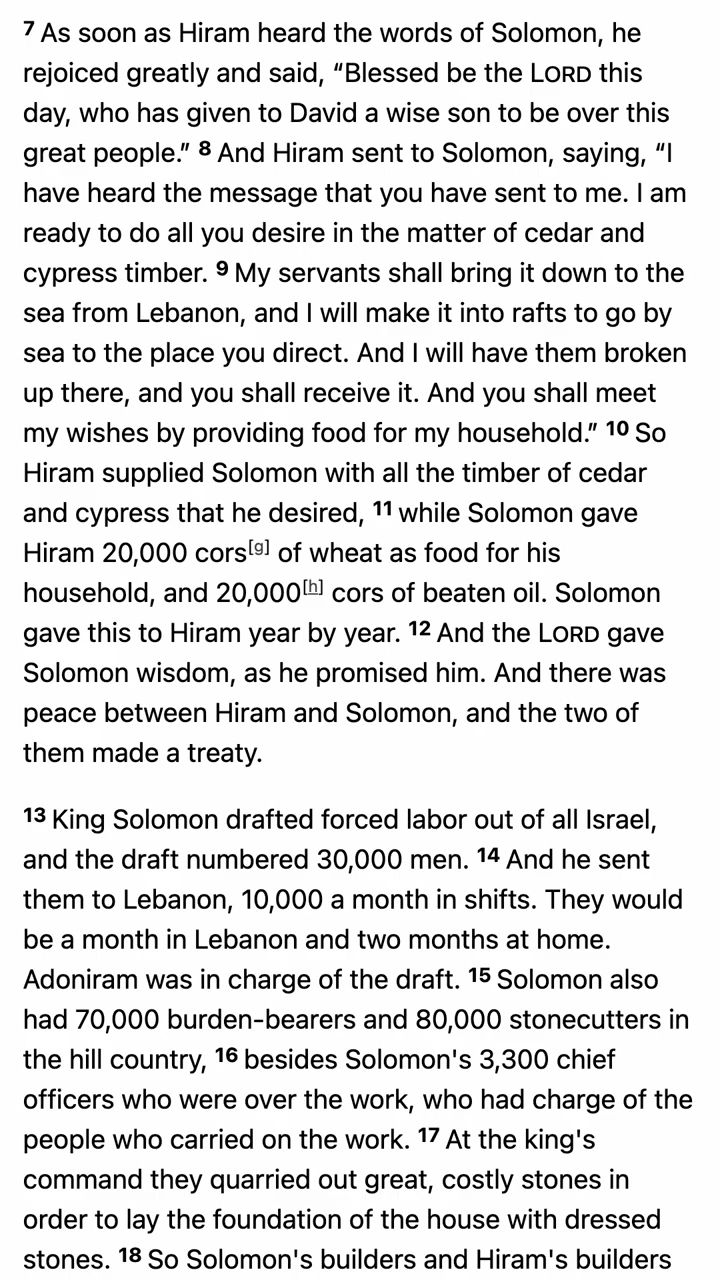 7 As soon as Hiram heard the words of Solomon, he
rejoiced greatly and said, “Blessed be the LORD this
day, who has given to David a wise son to be over this
great people.” 8 And Hiram sent to Solomon, saying, “I
have heard the message that you have sent to me. I am
ready to do all you desire in the matter of cedar and
cypress timber. 9 My servants shall bring it down to the
sea from Lebanon, and I will make it into rafts to go by
sea to the place you direct. And I will have them broken
up there, and you shall receive it. And you shall meet
my wishes by providing food for my household.” 10 So
Hiram supplied Solomon with all the timber of cedar
and cypress that he desired, 11 while Solomon gave
Hiram 20,000 cors[g] of wheat as food for his
household, and 20,000[h] cors of beaten oil. Solomon
gave this to Hiram year by year. 12 And the LORD gave
Solomon wisdom, as he promised him. And there was
peace between Hiram and Solomon, and the two of
them made a treaty.
13 King Solomon drafted forced labor out of all Israel,
and the draft numbered 30,000 men. 14 And he sent
them to Lebanon, 10,000 a month in shifts. They would
be a month in Lebanon and two months at home.
Adoniram was in charge of the draft. 15 Solomon also
had 70,000 burden-bearers and 80,000 stonecutters in
the hill country, 16 besides Solomon's 3,300 chief
officers who were over the work, who had charge of the
people who carried on the work. 17 At the king's
command they quarried out great, costly stones in
order to lay the foundation of the house with dressed
stones. 18 So Solomon's builders and Hiram's builders